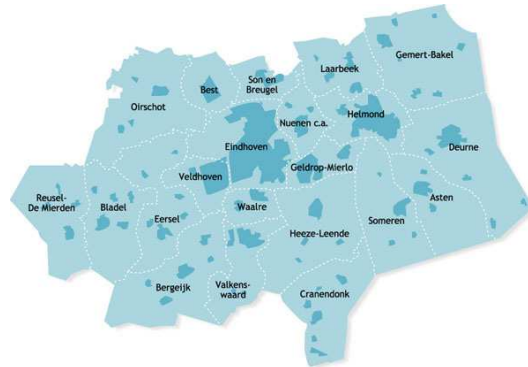 Gemert-Bakel
Laarbeek
Son en
Breugel
Best
Oirschot
Nuenen c.a.
Helmond
Eindhoven
Deurne
Geldrop-Mierlo
Veldhoven
Reusel-
De Mierden
Bladel
Eersel
Waalre
Asten
Someren
Heeze-Leende
Bergeijk
Valkens-
waard
Cranendonk